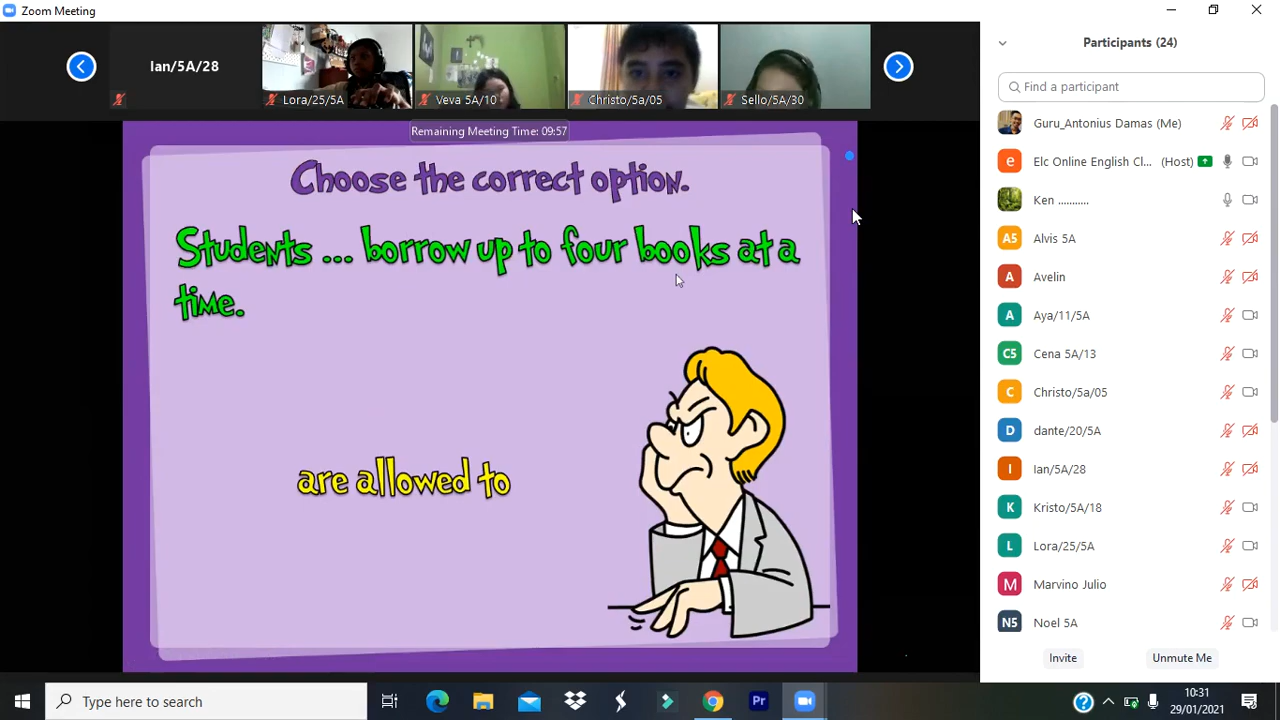 Zoom Meeting
Ian/5A/28
Lora/25/5A
Veva 5A/10
Christo/5a/05
Sello/5A/30
Remaining Meeting Time: 09:57
Choose the correct option.
Students ... borrow up to four books at a
time.
are allowed to
Participants (24)
Find a participant
Guru_Antonius Damas (Me)
e Elc Online English Cl... (Host)
Ken ...........
A5 Alvis 5A
A Avelin
A Aya/11/5A
C5 Cena 5A/13
C Christo/5a/05
D dante/20/5A
I Ian/5A/28
K Kristo/5A/18
L Lora/25/5A
M Marvino Julio
N5 Noel 5A
Invite Unmute Me
Type here to search
Pr
10:31
29/01/2021